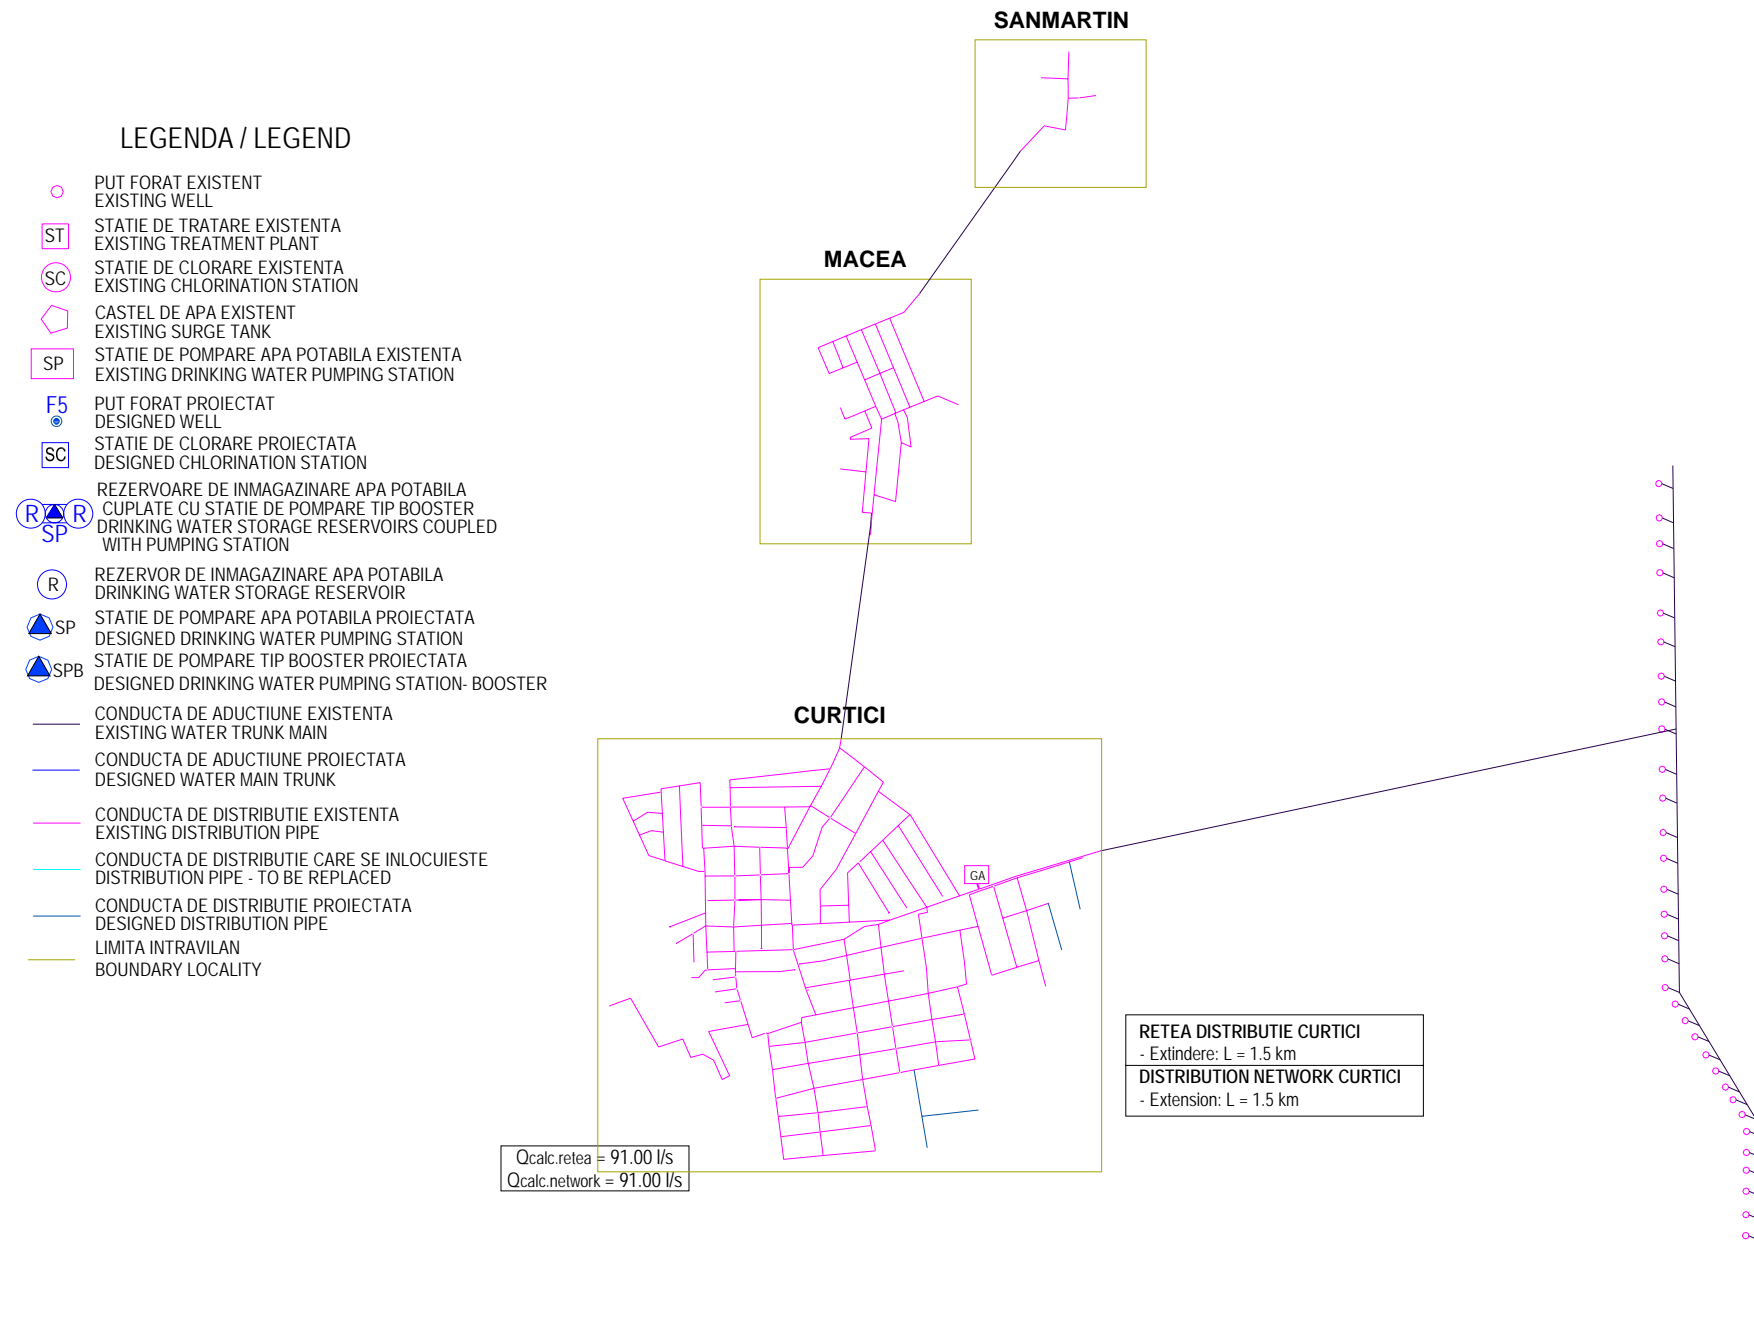 SANMARTIN
LEGENDA / LEGEND
PUT FORAT EXISTENT
EXISTING WELL
ST
STATIE DE TRATARE EXISTENTA
EXISTING TREATMENT PLANT
SC
STATIE DE CLORARE EXISTENTA
EXISTING CHLORINATION STATION
CASTEL DE APA EXISTENT
EXISTING SURGE TANK
SP
STATIE DE POMPARE APA POTABILA EXISTENTA
EXISTING DRINKING WATER PUMPING STATION
F5
PUT FORAT PROIECTAT
DESIGNED WELL
SC
STATIE DE CLORARE PROIECTATA
DESIGNED CHLORINATION STATION
R R
SP
REZERVOARE DE INMAGAZINARE APA POTABILA
CUPLATE CU STATIE DE POMPARE TIP BOOSTER
DRINKING WATER STORAGE RESERVOIRS COUPLED
WITH PUMPING STATION
R
REZERVOR DE INMAGAZINARE APA POTABILA
DRINKING WATER STORAGE RESERVOIR
SP
STATIE DE POMPARE APA POTABILA PROIECTATA
DESIGNED DRINKING WATER PUMPING STATION
SPB
STATIE DE POMPARE TIP BOOSTER PROIECTATA
DESIGNED DRINKING WATER PUMPING STATION- BOOSTER
CONDUCTA DE ADUCTIUNE EXISTENTA
EXISTING WATER TRUNK MAIN
CONDUCTA DE ADUCTIUNE PROIECTATA
DESIGNED WATER MAIN TRUNK
CONDUCTA DE DISTRIBUTIE EXISTENTA
EXISTING DISTRIBUTION PIPE
CONDUCTA DE DISTRIBUTIE CARE SE INLOCUIESTE
DISTRIBUTION PIPE - TO BE REPLACED
CONDUCTA DE DISTRIBUTIE PROIECTATA
DESIGNED DISTRIBUTION PIPE
LIMITA INTRAVILAN
BOUNDARY LOCALITY
MACEA
CURTICI
GA
RETEA DISTRIBUTIE CURTICI
- Extindere: L = 1.5 km
DISTRIBUTION NETWORK CURTICI
- Extension: L = 1.5 km
Qcalc.retea = 91.00 l/s
Qcalc.network = 91.00 l/s